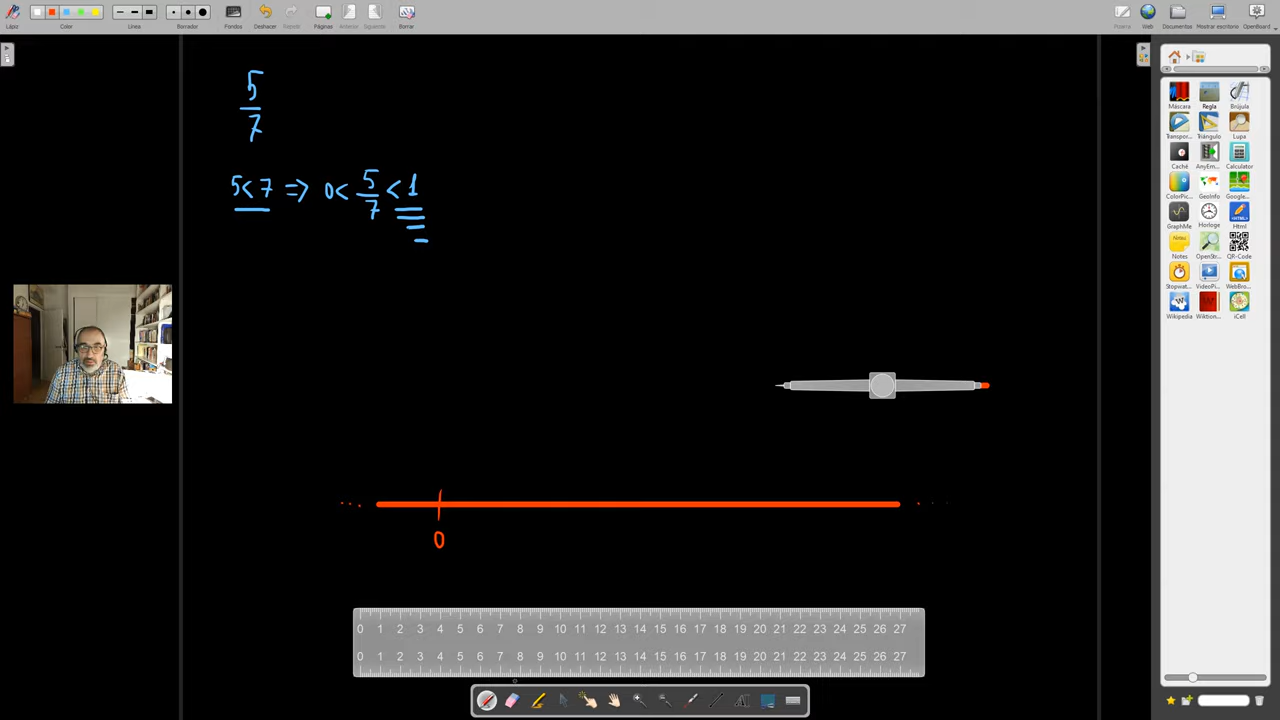 Lápiz Color Línea Borrador Fondos Deshacer Repetir Páginas Anterior Siguiente Borrar Pizarra Web Documentos Mostrar escritorio OpenBoard
5
7
5<7 => 0< 5/7 <1
0
0 1 2 3 4 5 6 7 8 9 10 11 12 13 14 15 16 17 18 19 20 21 22 23 24 25 26 27
0 1 2 3 4 5 6 7 8 9 10 11 12 13 14 15 16 17 18 19 20 21 22 23 24 25 26 27
Máscara Regla Brújula
Transpor... Triángulo Lupa
Caché AnyEm... Calculator
ColorPic... GeoInfo Google...
GraphMe Horloge Html
Notes OpenStr... QR-Code
Stopwat... VideoPi... WebBro...
Wikipedia Wiktion... iCell